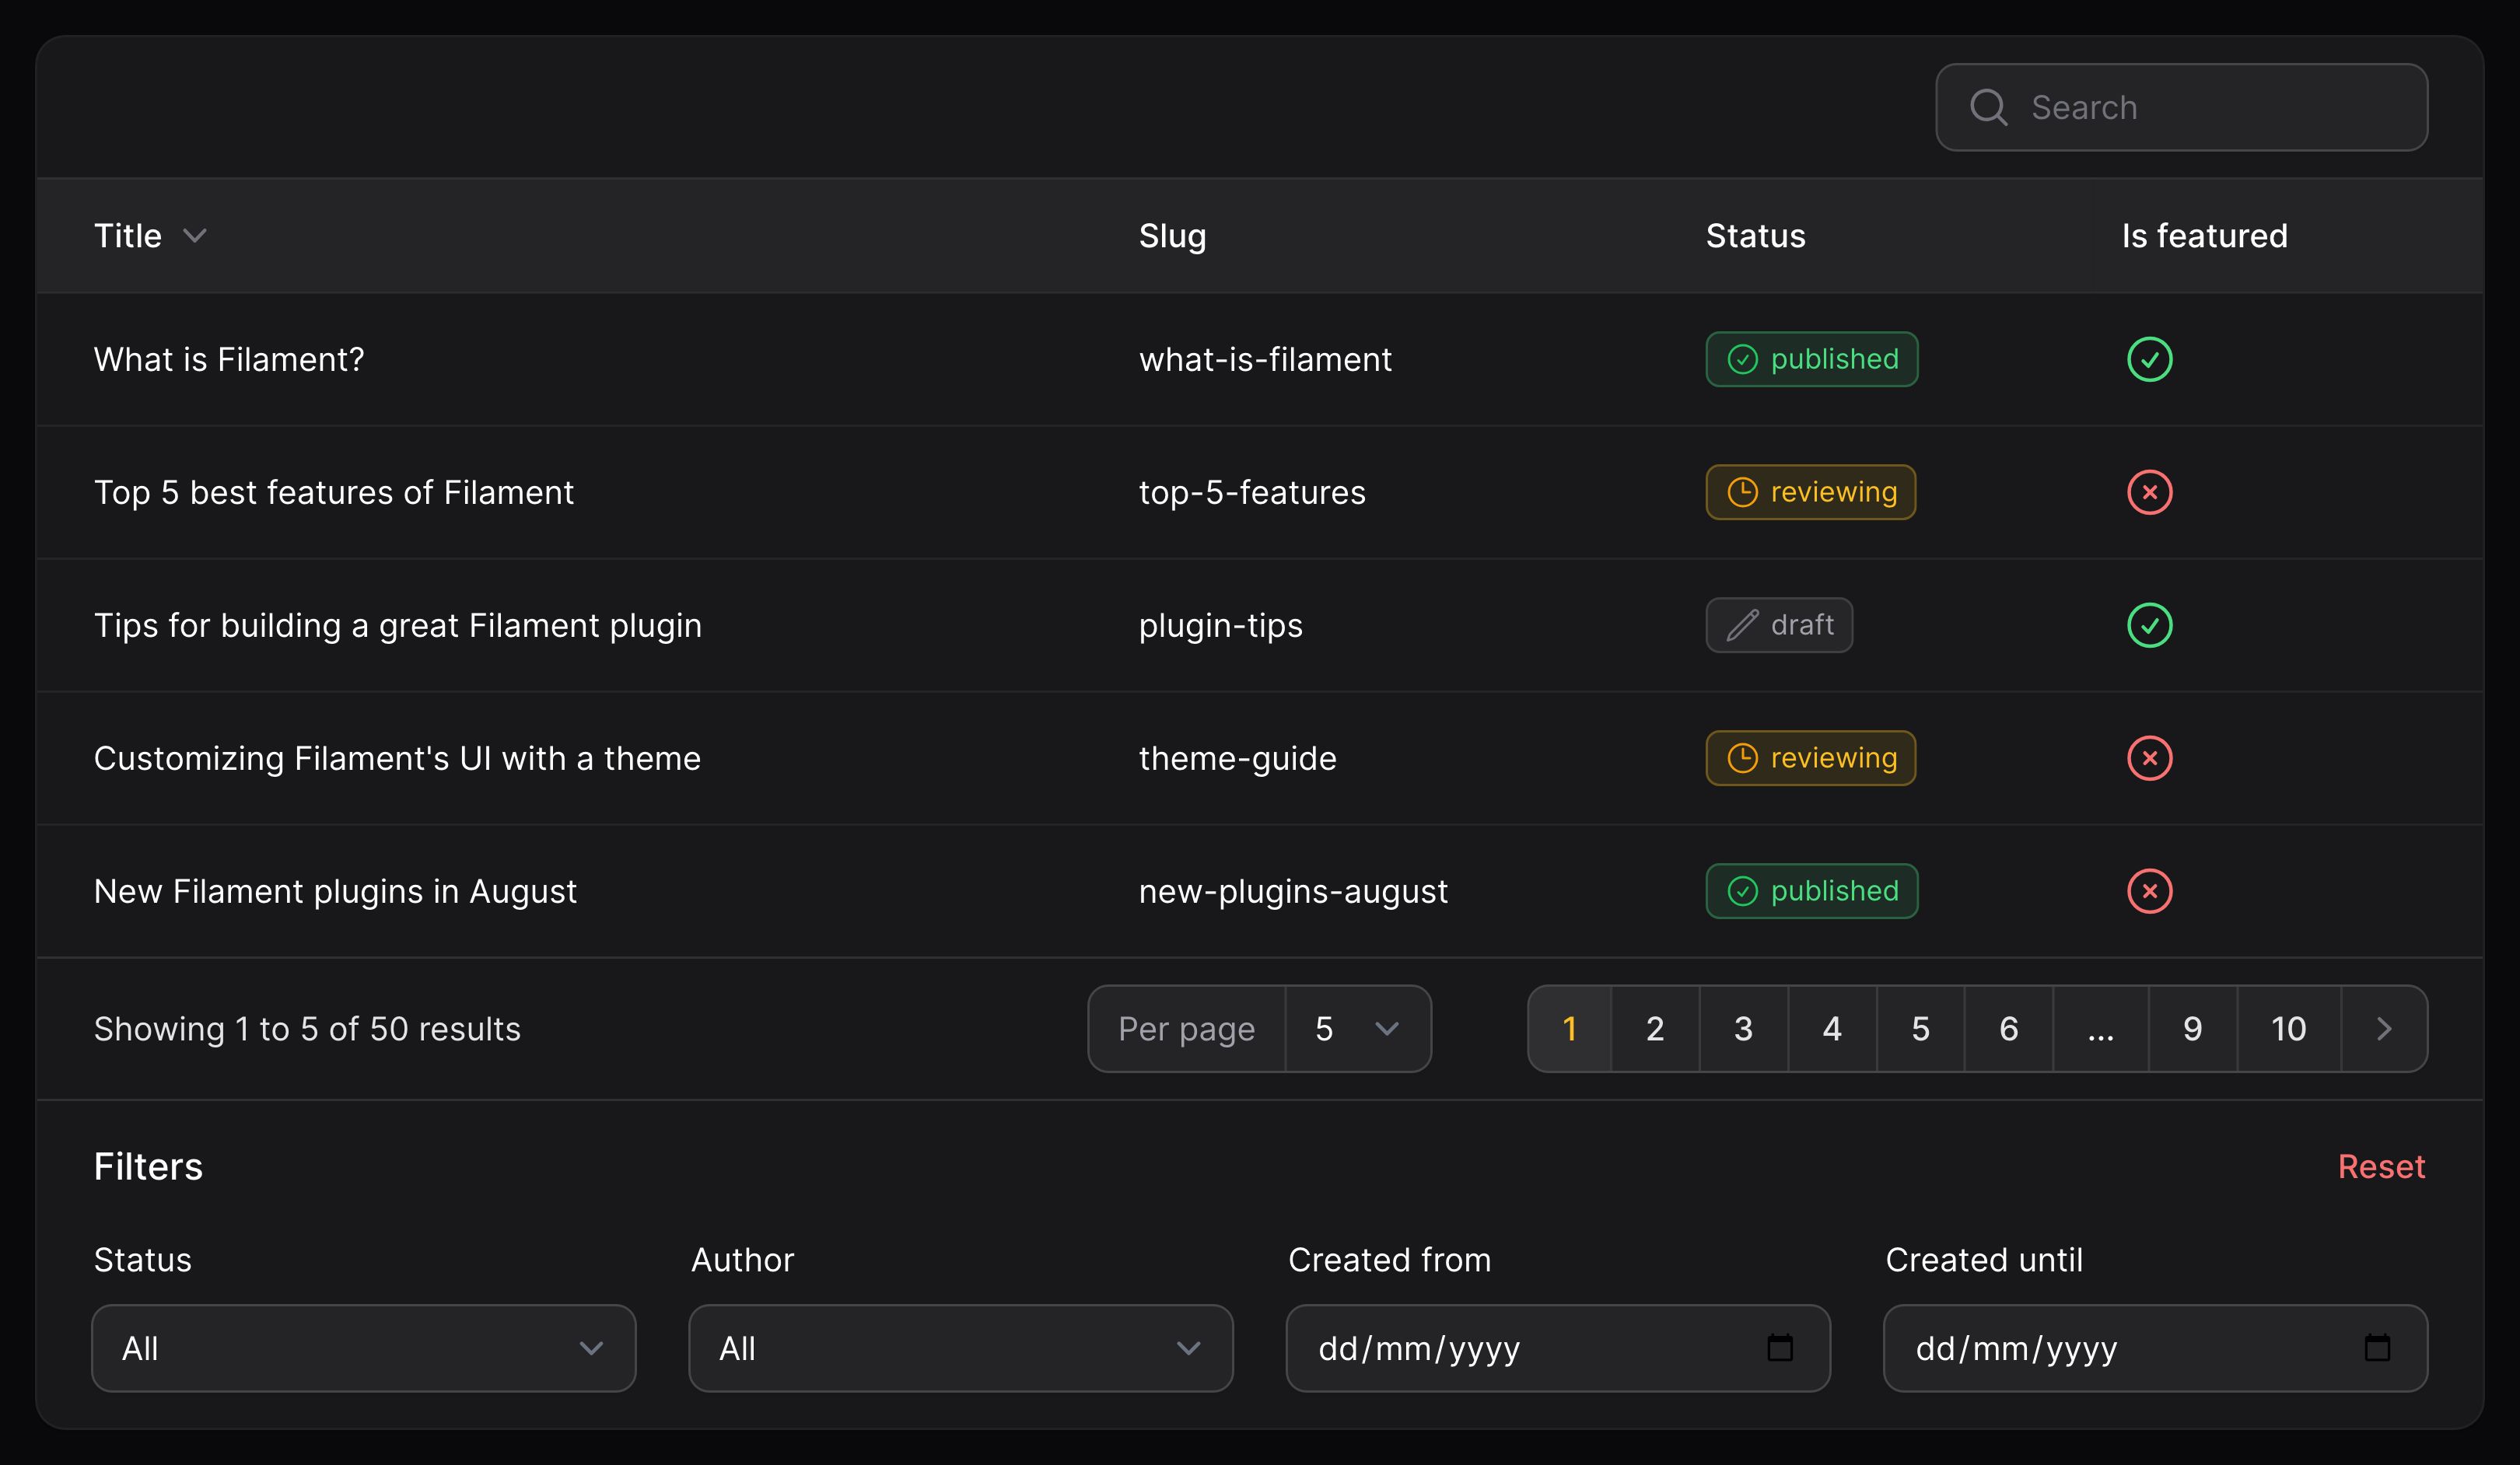 Search
Title Slug Status Is featured
What is Filament? what-is-filament published
Top 5 best features of Filament top-5-features reviewing
Tips for building a great Filament plugin plugin-tips draft
Customizing Filament's UI with a theme theme-guide reviewing
New Filament plugins in August new-plugins-august published
Showing 1 to 5 of 50 results Per page 5 1 2 3 4 5 6 ... 9 10
Filters Reset
Status Author Created from Created until
All All dd/mm/yyyy dd/mm/yyyy